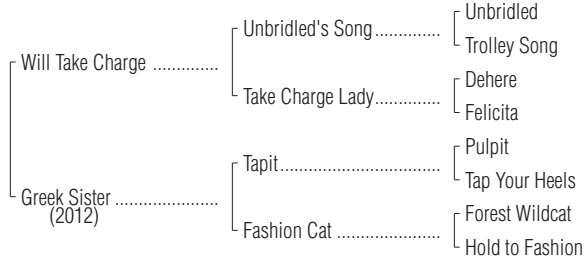 Unbridled
Unbridled's Song..............
Trolley Song
Will Take Charge ..............
Dehere
Take Charge Lady..............
Felicita
Pulpit
Tapit..................................
Tap Your Heels
Greek Sister ......................
(2012)
Forest Wildcat
Fashion Cat ......................
Hold to Fashion